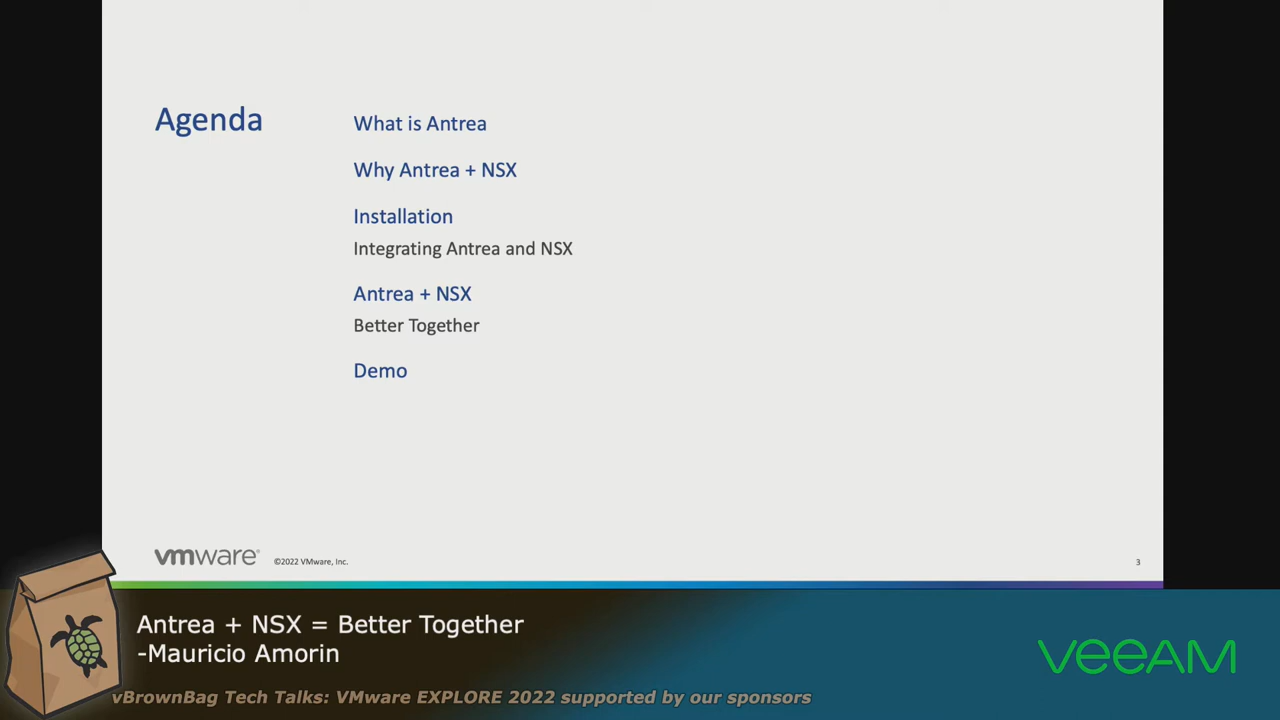 Agenda
What is Antrea
Why Antrea + NSX
Installation
Integrating Antrea and NSX
Antrea + NSX
Better Together
Demo
vmware®
©2022 VMware, Inc.
3
Antrea + NSX = Better Together
-Mauricio Amorin
vBrownBag Tech Talks: VMware EXPLORE 2022 supported by our sponsors
veeAM